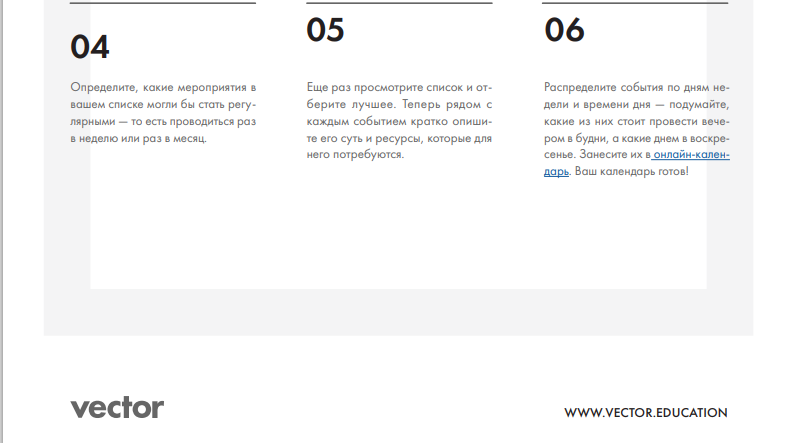 04
Определите, какие мероприятия в
вашем списке могли бы стать регу-
лярными — то есть проводиться раз
в неделю или раз в месяц.
05
Еще раз просмотрите список и от-
берите лучшее. Теперь рядом с
каждым событием кратко опиши-
те его суть и ресурсы, которые для
него потребуются.
06
Распределите события по дням не-
дели и времени дня — подумайте,
какие из них стоит провести вече-
ром в будни, а какие днем в воскре-
сенье. Занесите их в онлайн-кален-
дарь. Ваш календарь готов!
vector
WWW.VECTOR.EDUCATION